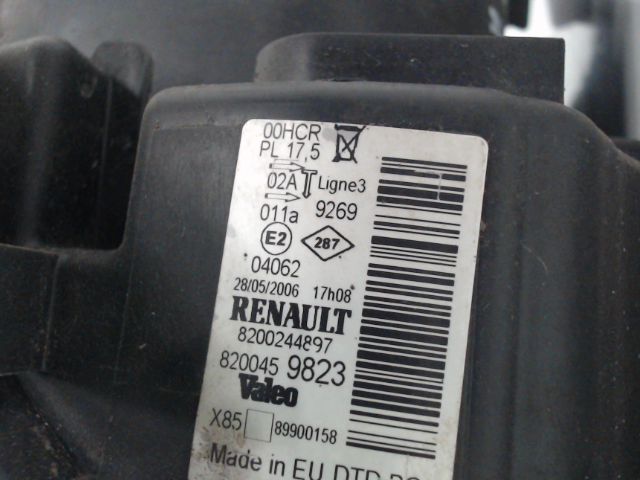 00HCR
PL 17,5
02A Ligne3
011a 9269
E2 287
04062
28/05/2006 17h08
RENAULT
8200244897
820045 9823
Valeo
X85 89900158
Made in EU DTP